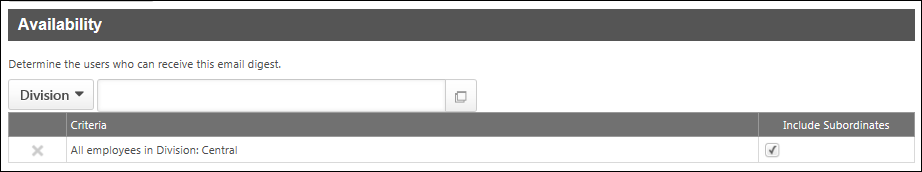 Availability
Determine the users who can receive this email digest.
Division
Criteria Include Subordinates
All employees in Division: Central